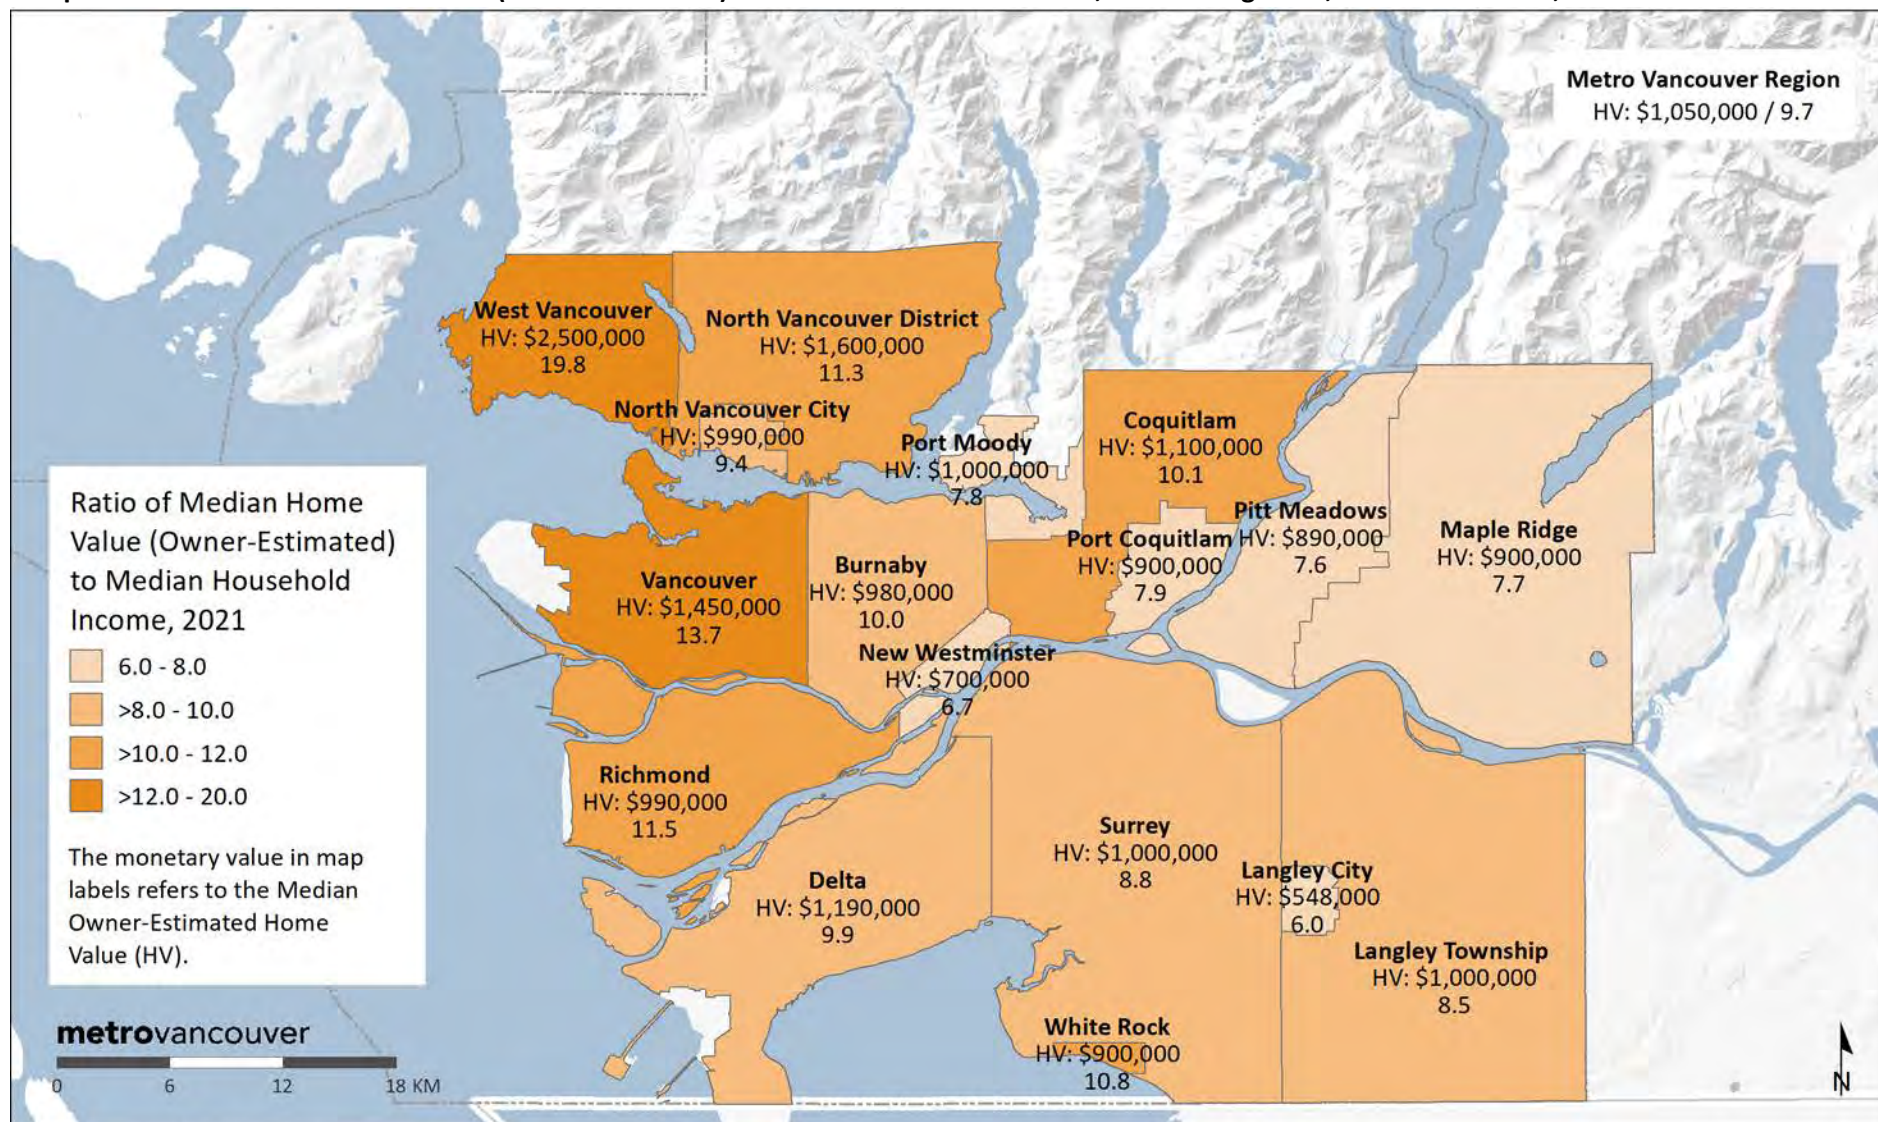 Metro Vancouver Region
HV: $1,050,000 / 9.7
West Vancouver
HV: $2,500,000
19.8
North Vancouver District
HV: $1,600,000
11.3
North Vancouver City
HV: $990,000
9.4
Port Moody
HV: $1,000,000
7.8
Coquitlam
HV: $1,100,000
10.1
Pitt Meadows
HV: $890,000
7.6
Maple Ridge
HV: $900,000
7.7
Port Coquitlam
HV: $900,000
7.9
Vancouver
HV: $1,450,000
13.7
Burnaby
HV: $980,000
10.0
New Westminster
HV: $700,000
6.7
Richmond
HV: $990,000
11.5
Delta
HV: $1,190,000
9.9
Surrey
HV: $1,000,000
8.8
Langley City
HV: $548,000
6.0
Langley Township
HV: $1,000,000
8.5
White Rock
HV: $900,000
10.8
Ratio of Median Home
Value (Owner-Estimated)
to Median Household
Income, 2021
6.0 - 8.0
>8.0 - 10.0
>10.0 - 12.0
>12.0 - 20.0
The monetary value in map
labels refers to the Median
Owner-Estimated Home
Value (HV).
metrovancouver
0 6 12 18 KM
N